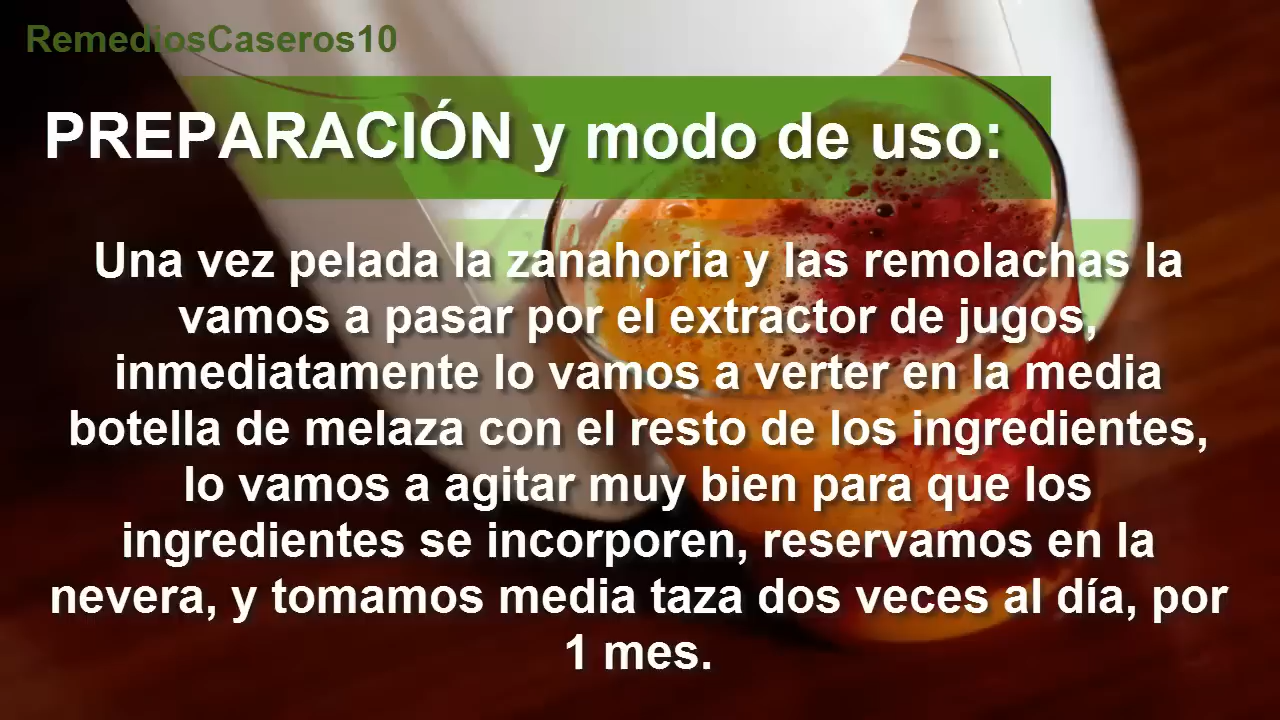 RemediosCaseros10
PREPARACIÓN y modo de uso:
Una vez pelada la zanahoria y las remolachas la
vamos a pasar por el extractor de jugos,
inmediatamente lo vamos a verter en la media
botella de melaza con el resto de los ingredientes,
lo vamos a agitar muy bien para que los
ingredientes se incorporen, reservamos en la
nevera, y tomamos media taza dos veces al día, por
1 mes.